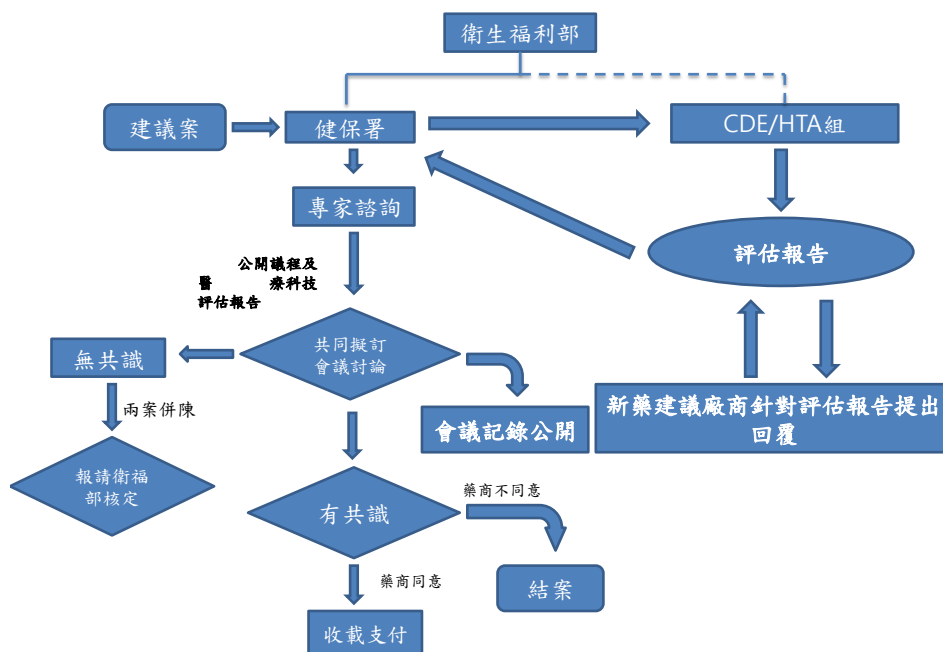 衛生福利部
建議案
健保署
CDE/HTA組
專家諮詢
評估報告
公開議程及
醫 療科技
評估報告
共同擬訂
會議討論
無共識
兩案併陳
會議記錄公開
新藥建議廠商針對評估報告提出
回覆
報請衛福
部核定
有共識
藥商不同意
結案
藥商同意
收載支付